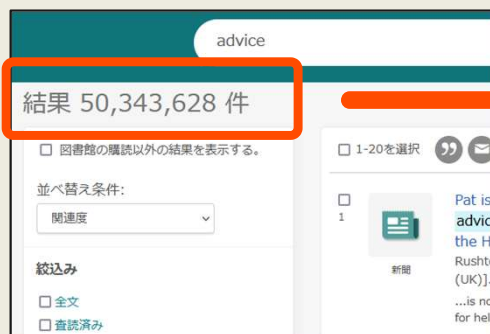 advice
結果 50,343,628 件
図書館の購読以外の結果を表示する。
並べ替え条件:
関連度
絞込み
全文
査読済み
1-20を選択
1
新聞
Pat is
advic
the H
Rusht
(UK)].
...is no
for hel